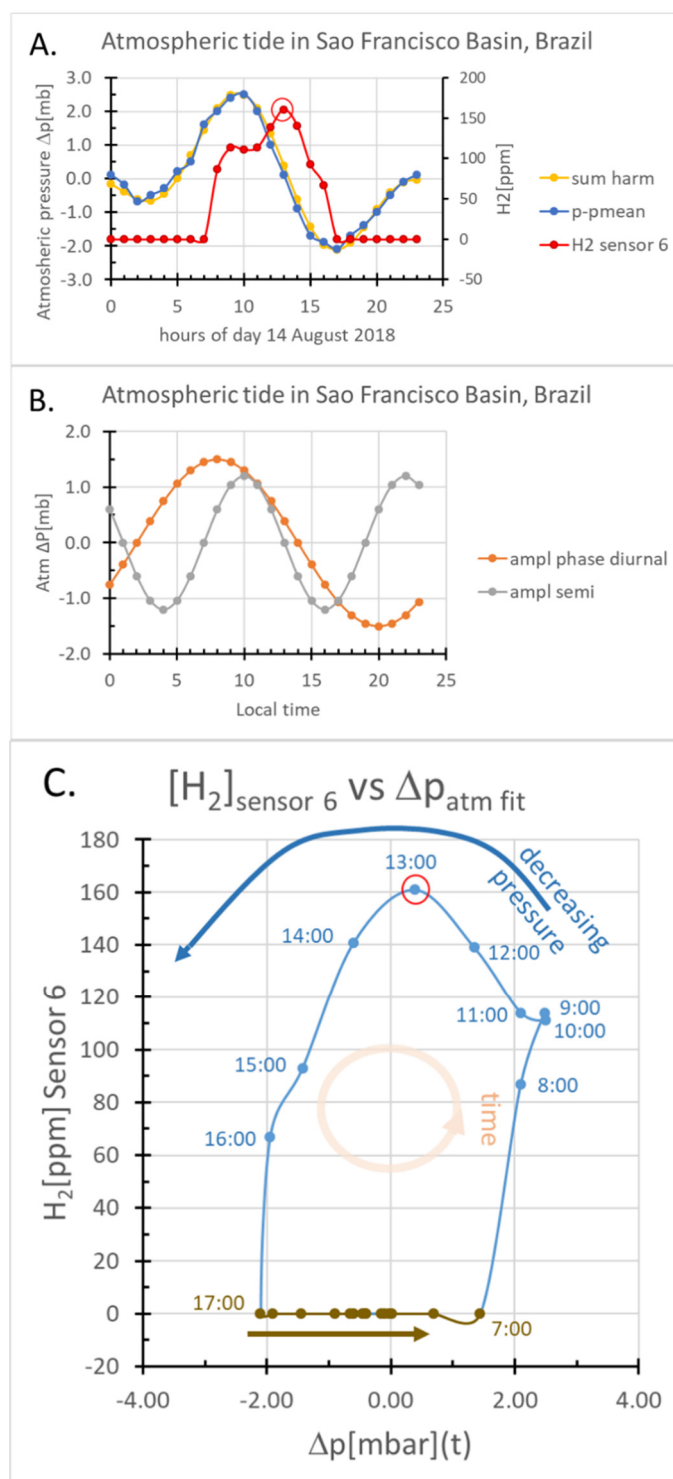 A. Atmospheric tide in Sao Francisco Basin, Brazil
Atmosheric pressure Δp[mb]
3.0
2.0
1.0
0.0
-1.0
-2.0
-3.0
200
150
100
50
0
-50
H2[ppm]
sum harm
p-pmean
H2 sensor 6
0 5 10 15 20 25
hours of day 14 August 2018
B. Atmospheric tide in Sao Francisco Basin, Brazil
Atm ΔP[mb]
2.0
1.0
0.0
-1.0
-2.0
ampl phase diurnal
ampl semi
0 5 10 15 20 25
Local time
C. [H2]sensor 6 vs Δpatm fit
H2[ppm] Sensor 6
180
160
140
120
100
80
60
40
20
0
-20
decreasing
pressure
13:00
14:00
12:00
11:00
9:00
10:00
15:00
8:00
time
16:00
17:00
7:00
-4.00 -2.00 0.00 2.00 4.00
Δp[mbar](t)